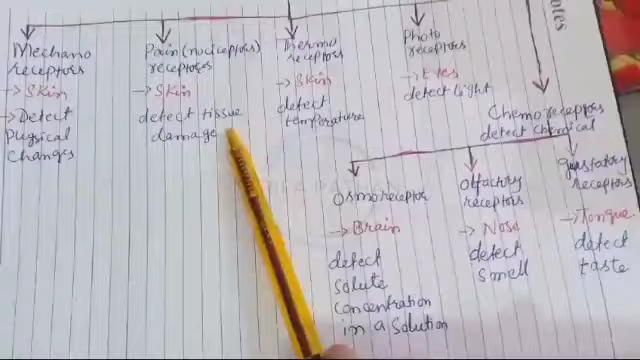 Mechano
receptors
→ Skin
→ Detect
Physical
Changes
Pain (nociceptors)
receptors
→ Skin
detect tissue
damage
Thermo
receptors
→ Skin
detect
temporature
Photo
receptors
→ Eyes
detect light
Chemoreceptors
detect Chemical
Osmoreceptor
→ Brain
detect
solute
concentration
in a solution
Olfactory
receptors
→ Nose
detect
smell
gustatory
receptors
→ Tongue
detect
taste